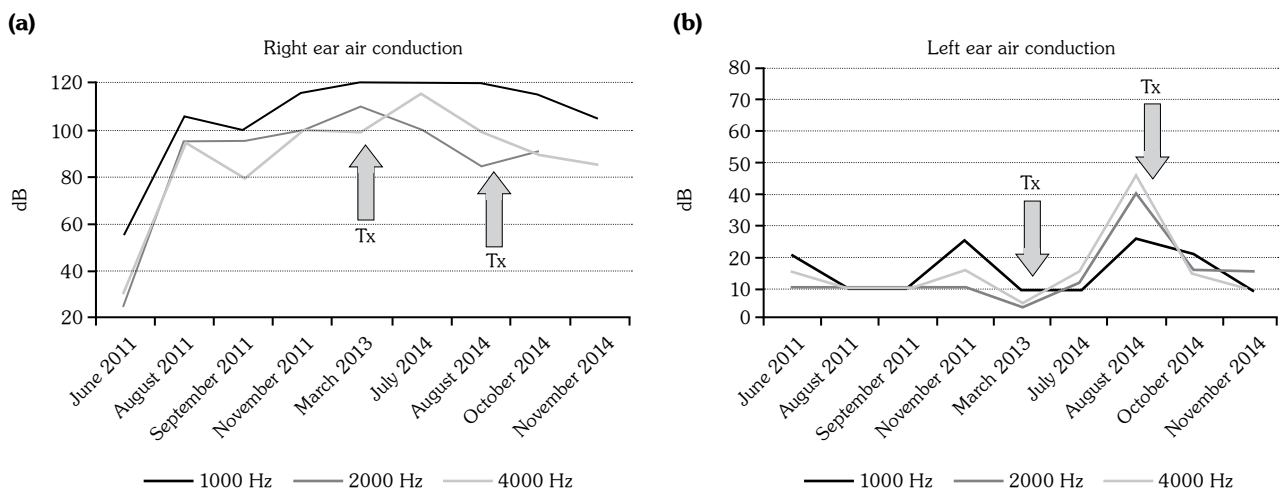 (a)
Right ear air conduction
120
100
80
60
40
20
dB
Tx
Tx
June 2011
August 2011
September 2011
November 2011
March 2013
July 2014
August 2014
October 2014
November 2014
1000 Hz 2000 Hz 4000 Hz
(b)
Left ear air conduction
80
70
60
50
40
30
20
10
0
dB
Tx
Tx
June 2011
August 2011
September 2011
November 2011
March 2013
July 2014
August 2014
October 2014
November 2014
1000 Hz 2000 Hz 4000 Hz